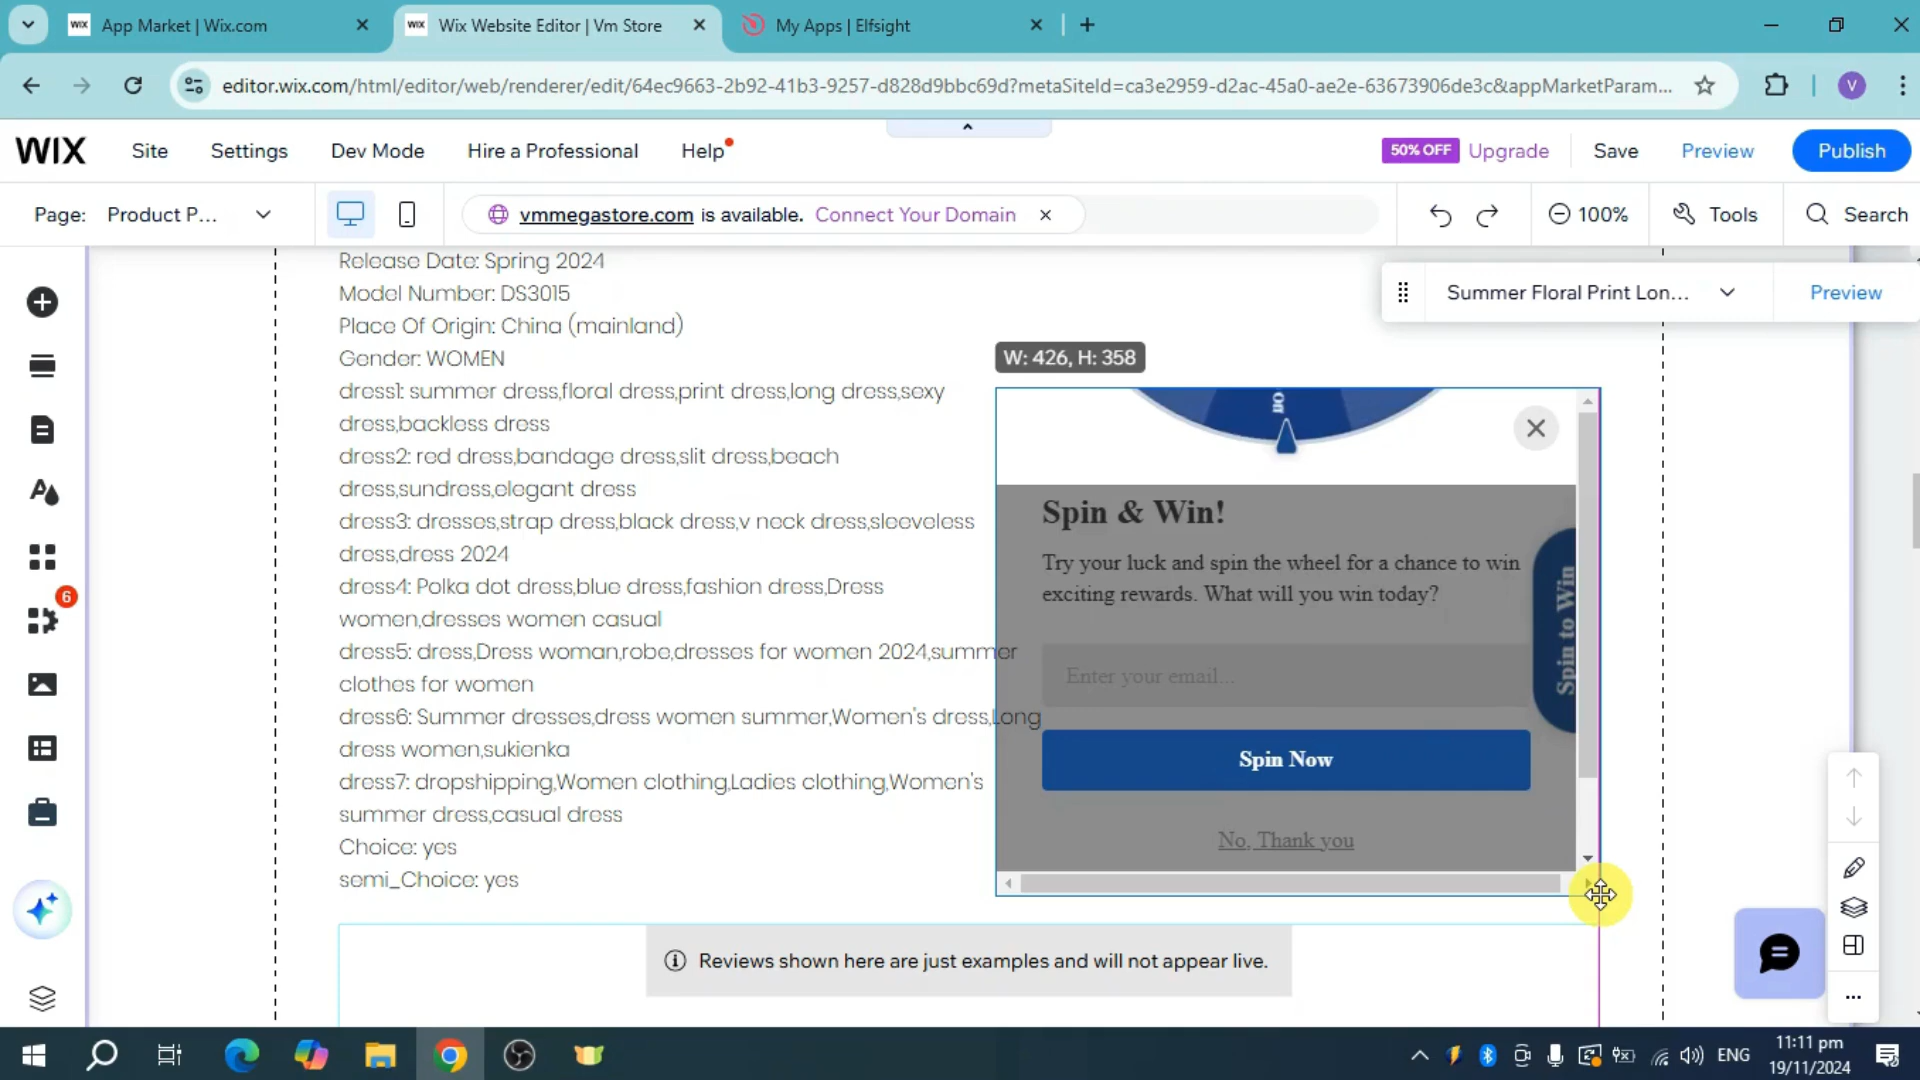 App Market | Wix.com
Wix Website Editor | Vm Store
My Apps | Elfsight
editor.wix.com/html/editor/web/renderer/edit/64ec9663-2b92-41b3-9257-d828d9bbc69d?metaSiteId=ca3e2959-d2ac-45a0-ae2e-63673906de3c&appMarketParam...
V
WIX
Site
Settings
Dev Mode
Hire a Professional
Help
50% OFF
Upgrade
Save
Preview
Publish
Page: Product P...
vmmegastore.com is available. Connect Your Domain
100%
Tools
Search
Summer Floral Print Lon...
Preview
Release Date: Spring 2024
Model Number: DS3015
Place Of Origin: China (mainland)
Gender: WOMEN
dress1: summer dress,floral dress,print dress,long dress,sexy
dress,backless dress
dress2: red dress,bandage dress,slit dress,beach
dress,sundress,elegant dress
dress3: dresses,strap dress,black dress,v neck dress,sleeveless
dress,dress 2024
dress4: Polka dot dress,blue dress,fashion dress,Dress
women,dresses women casual
dress5: dress,Dress woman,robe,dresses for women 2024,summer
clothes for women
dress6: Summer dresses,dress women summer,Women's dress,Long
dress women,sukienka
dress7: dropshipping,Women clothing,Ladies clothing,Women's
summer dress,casual dress
Choice: yes
semi_Choice: yes
W: 426, H: 358
Spin & Win!
Try your luck and spin the wheel for a chance to win
exciting rewards. What will you win today?
Enter your email...
Spin Now
No, Thank you
Spin to Win
6
Reviews shown here are just examples and will not appear live.
ENG
11:11 pm
19/11/2024